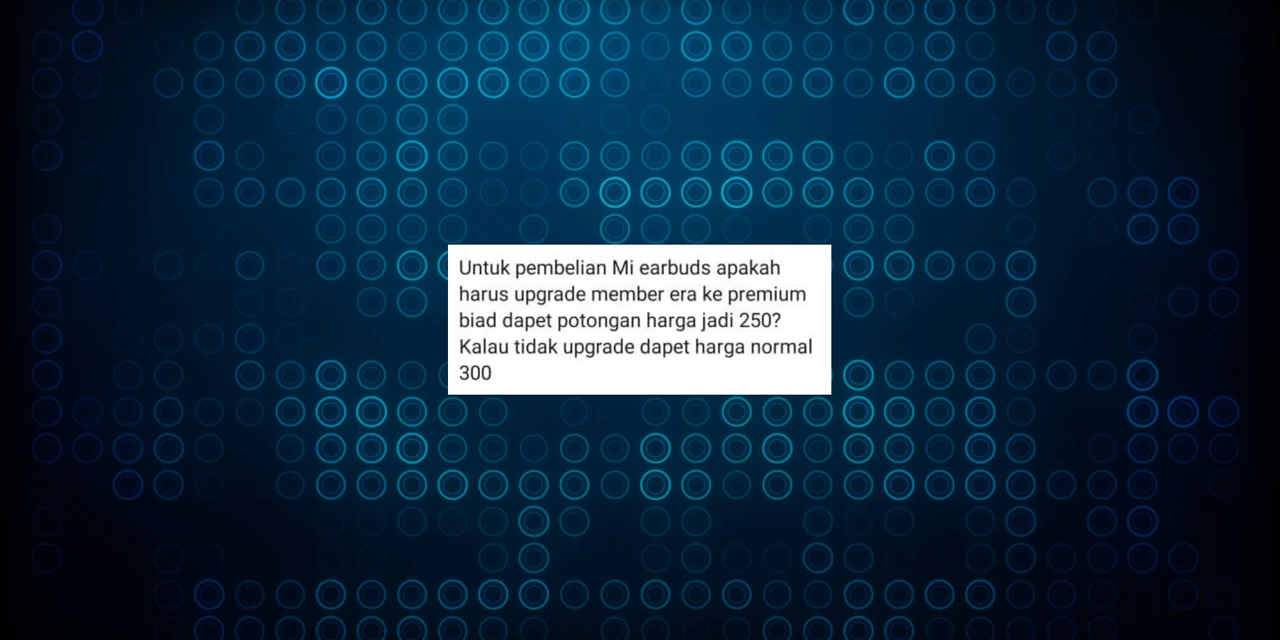 Untuk pembelian Mi earbuds apakah
harus upgrade member era ke premium
biad dapet potongan harga jadi 250?
Kalau tidak upgrade dapet harga normal
300